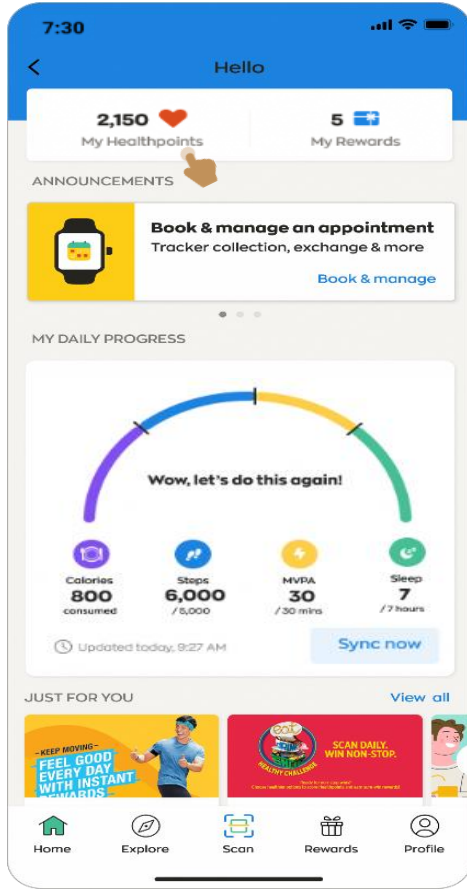 7:30
Hello
2,150
My Healthpoints
5
My Rewards
ANNOUNCEMENTS
Book & manage an appointment
Tracker collection, exchange & more
Book & manage
MY DAILY PROGRESS
Wow, let's do this again!
Calories
800
consumed
Steps
6,000
/5,000
MVPA
30
/30 mins
Sleep
7
/7 hours
Updated today, 9:27 AM
Sync now
JUST FOR YOU
View all
-KEEP MOVING-
FEEL GOOD
EVERY DAY
WITH INSTANT
REWARDS
HEALTHY CHALLENGE
SCAN DAILY.
WIN NON-STOP.
Home
Explore
Scan
Rewards
Profile